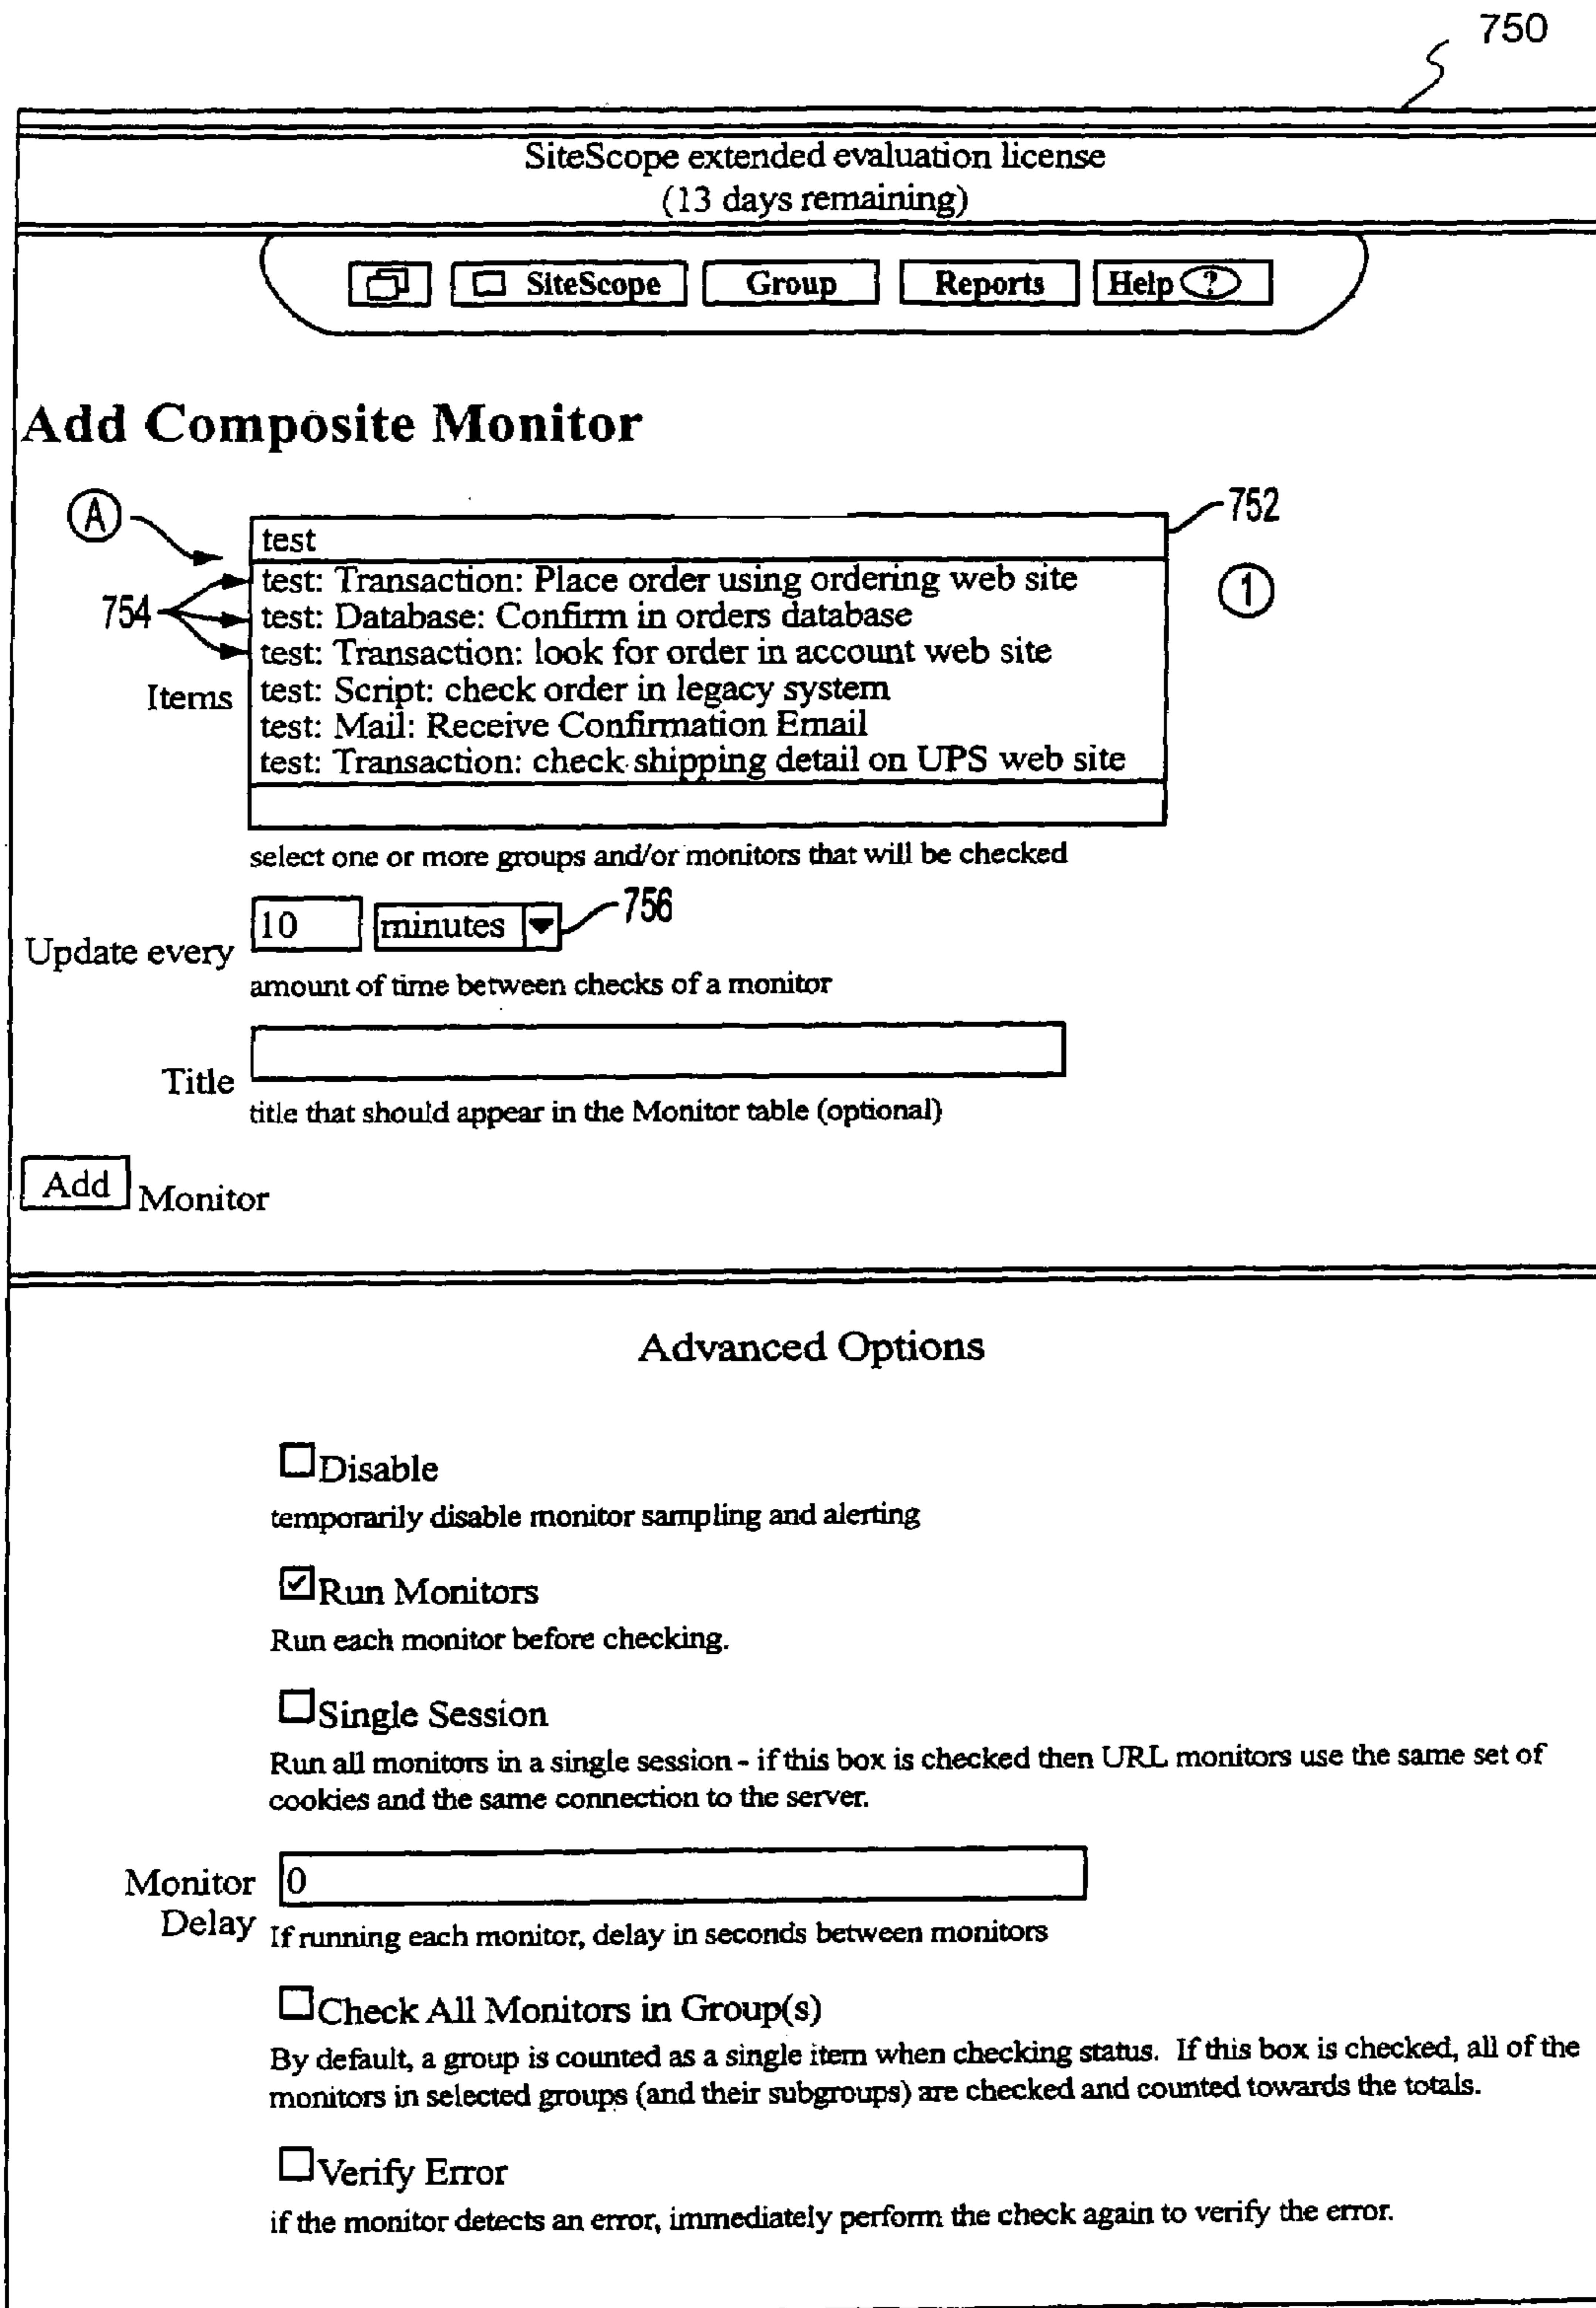 750
SiteScope extended evaluation license
(13 days remaining)
SiteScope Group Reports Help ?
Add Composite Monitor
A
752
test
test: Transaction: Place order using ordering web site
1
754
test: Database: Confirm in orders database
test: Transaction: look for order in account web site
Items
test: Script: check order in legacy system
test: Mail: Receive Confirmation Email
test: Transaction: check shipping detail on UPS web site
select one or more groups and/or monitors that will be checked
Update every
10 minutes
756
amount of time between checks of a monitor
Title
title that should appear in the Monitor table (optional)
Add Monitor
Advanced Options
Disable
temporarily disable monitor sampling and alerting
Run Monitors
Run each monitor before checking.
Single Session
Run all monitors in a single session - if this box is checked then URL monitors use the same set of
cookies and the same connection to the server.
Monitor
Delay
0
If running each monitor, delay in seconds between monitors
Check All Monitors in Group(s)
By default, a group is counted as a single item when checking status. If this box is checked, all of the
monitors in selected groups (and their subgroups) are checked and counted towards the totals.
Verify Error
if the monitor detects an error, immediately perform the check again to verify the error.